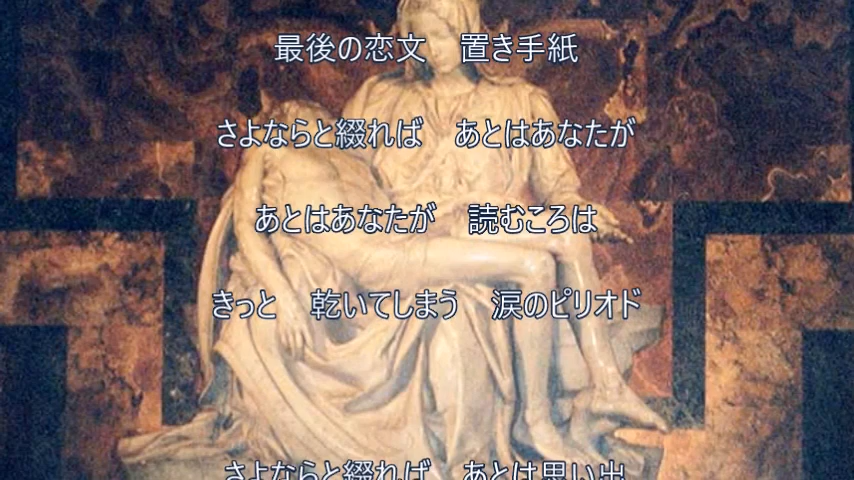 最後の恋文　置き手紙
さよならと綴れば　あとはあなたが
あとはあなたが　読むころは
きっと　乾いてしまう　涙のピリオド
さよならと綴れば　あとは思い出